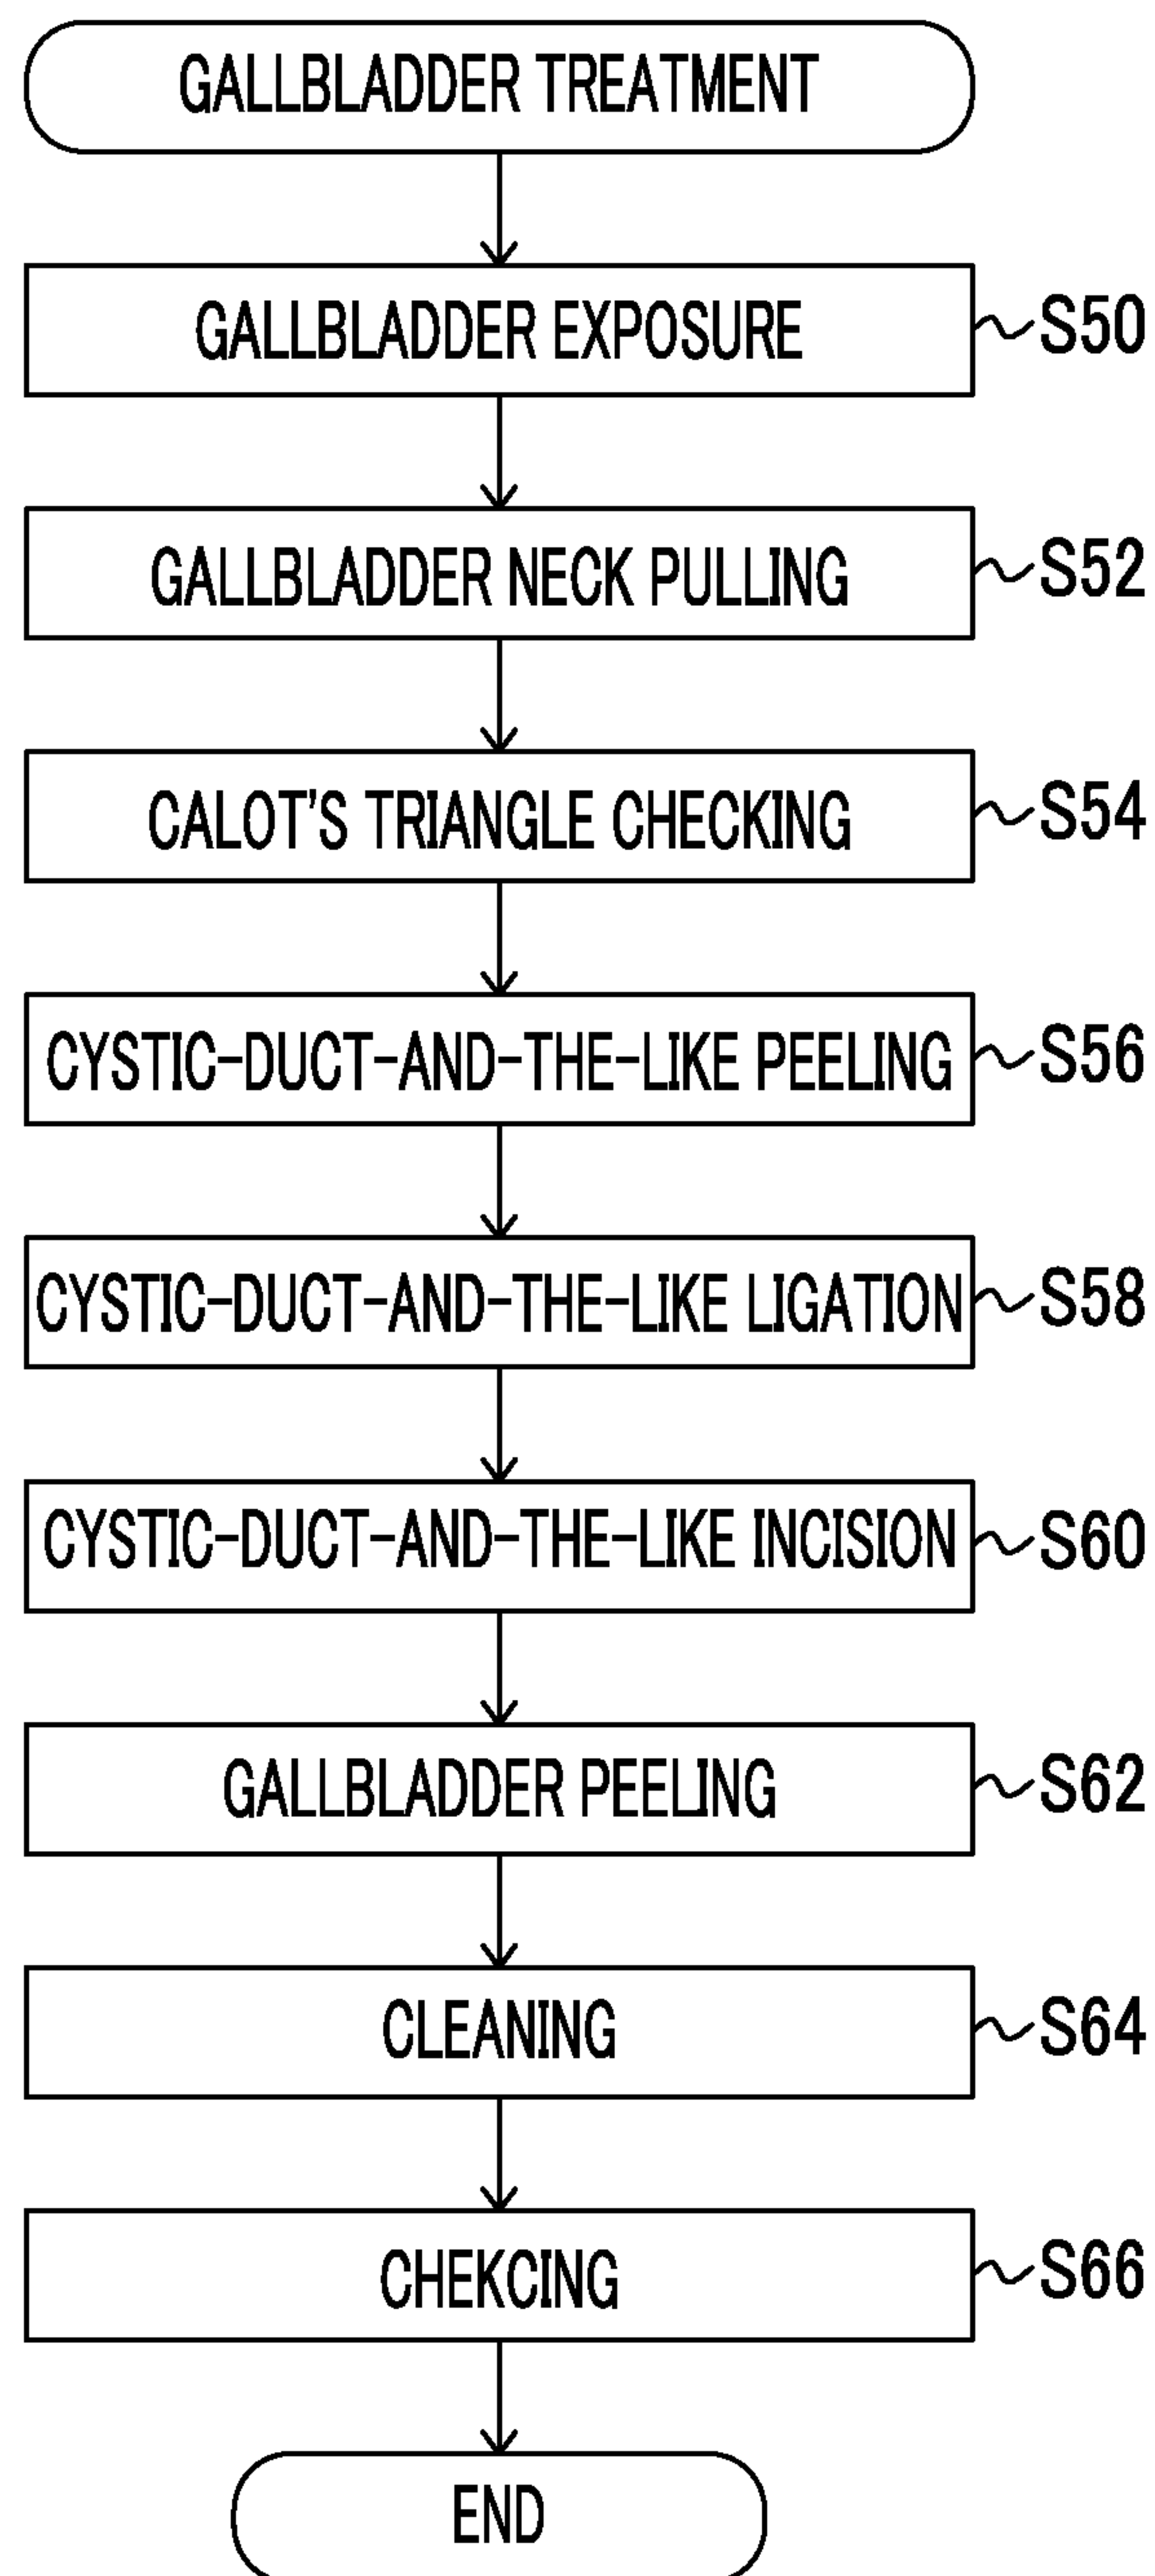 GALLBLADDER TREATMENT
GALLBLADDER EXPOSURE S50
GALLBLADDER NECK PULLING S52
CALOT'S TRIANGLE CHECKING S54
CYSTIC-DUCT-AND-THE-LIKE PEELING S56
CYSTIC-DUCT-AND-THE-LIKE LIGATION S58
CYSTIC-DUCT-AND-THE-LIKE INCISION S60
GALLBLADDER PEELING S62
CLEANING S64
CHEKCING S66
END